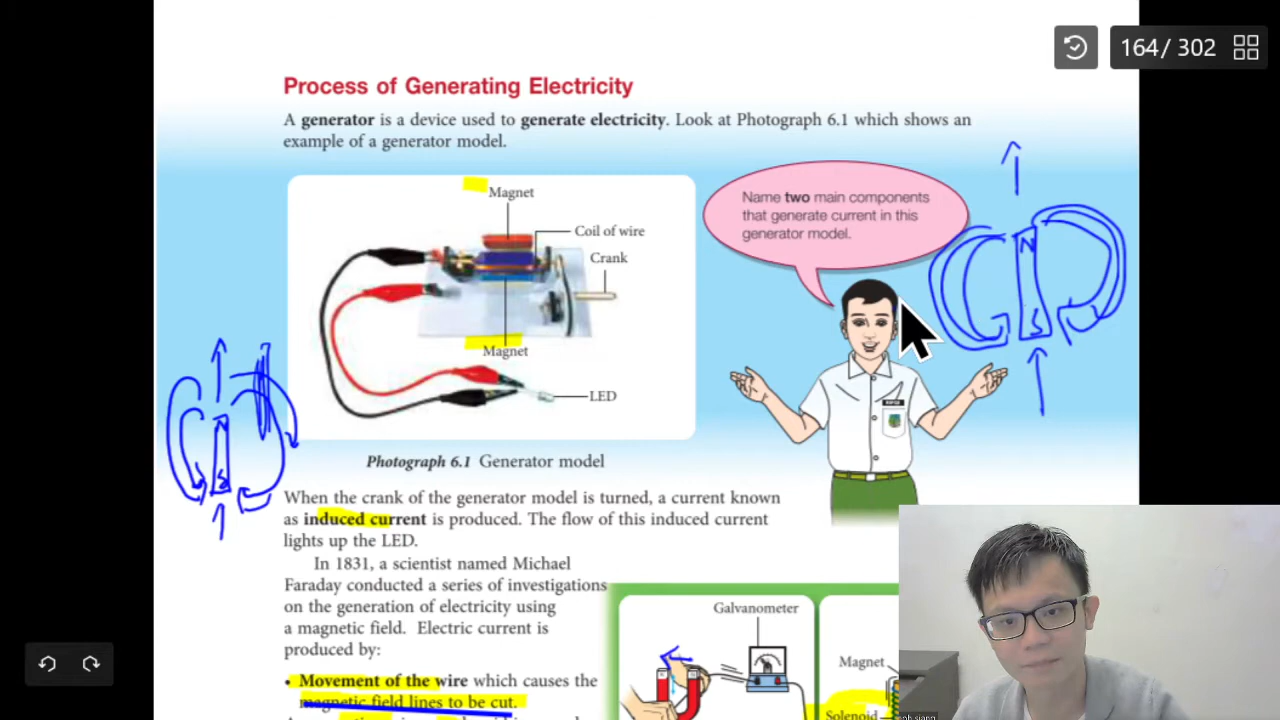 164/ 302
Process of Generating Electricity
A generator is a device used to generate electricity. Look at Photograph 6.1 which shows an
example of a generator model.
Magnet
Coil of wire
Crank
Magnet
LED
Name two main components
that generate current in this
generator model.
N
S
N
S
Photograph 6.1 Generator model
When the crank of the generator model is turned, a current known
as induced current is produced. The flow of this induced current
lights up the LED.
In 1831, a scientist named Michael
Faraday conducted a series of investigations
on the generation of electricity using
a magnetic field. Electric current is
produced by:
• Movement of the wire which causes the
magnetic field lines to be cut.
Galvanometer
Magnet
Solenoid